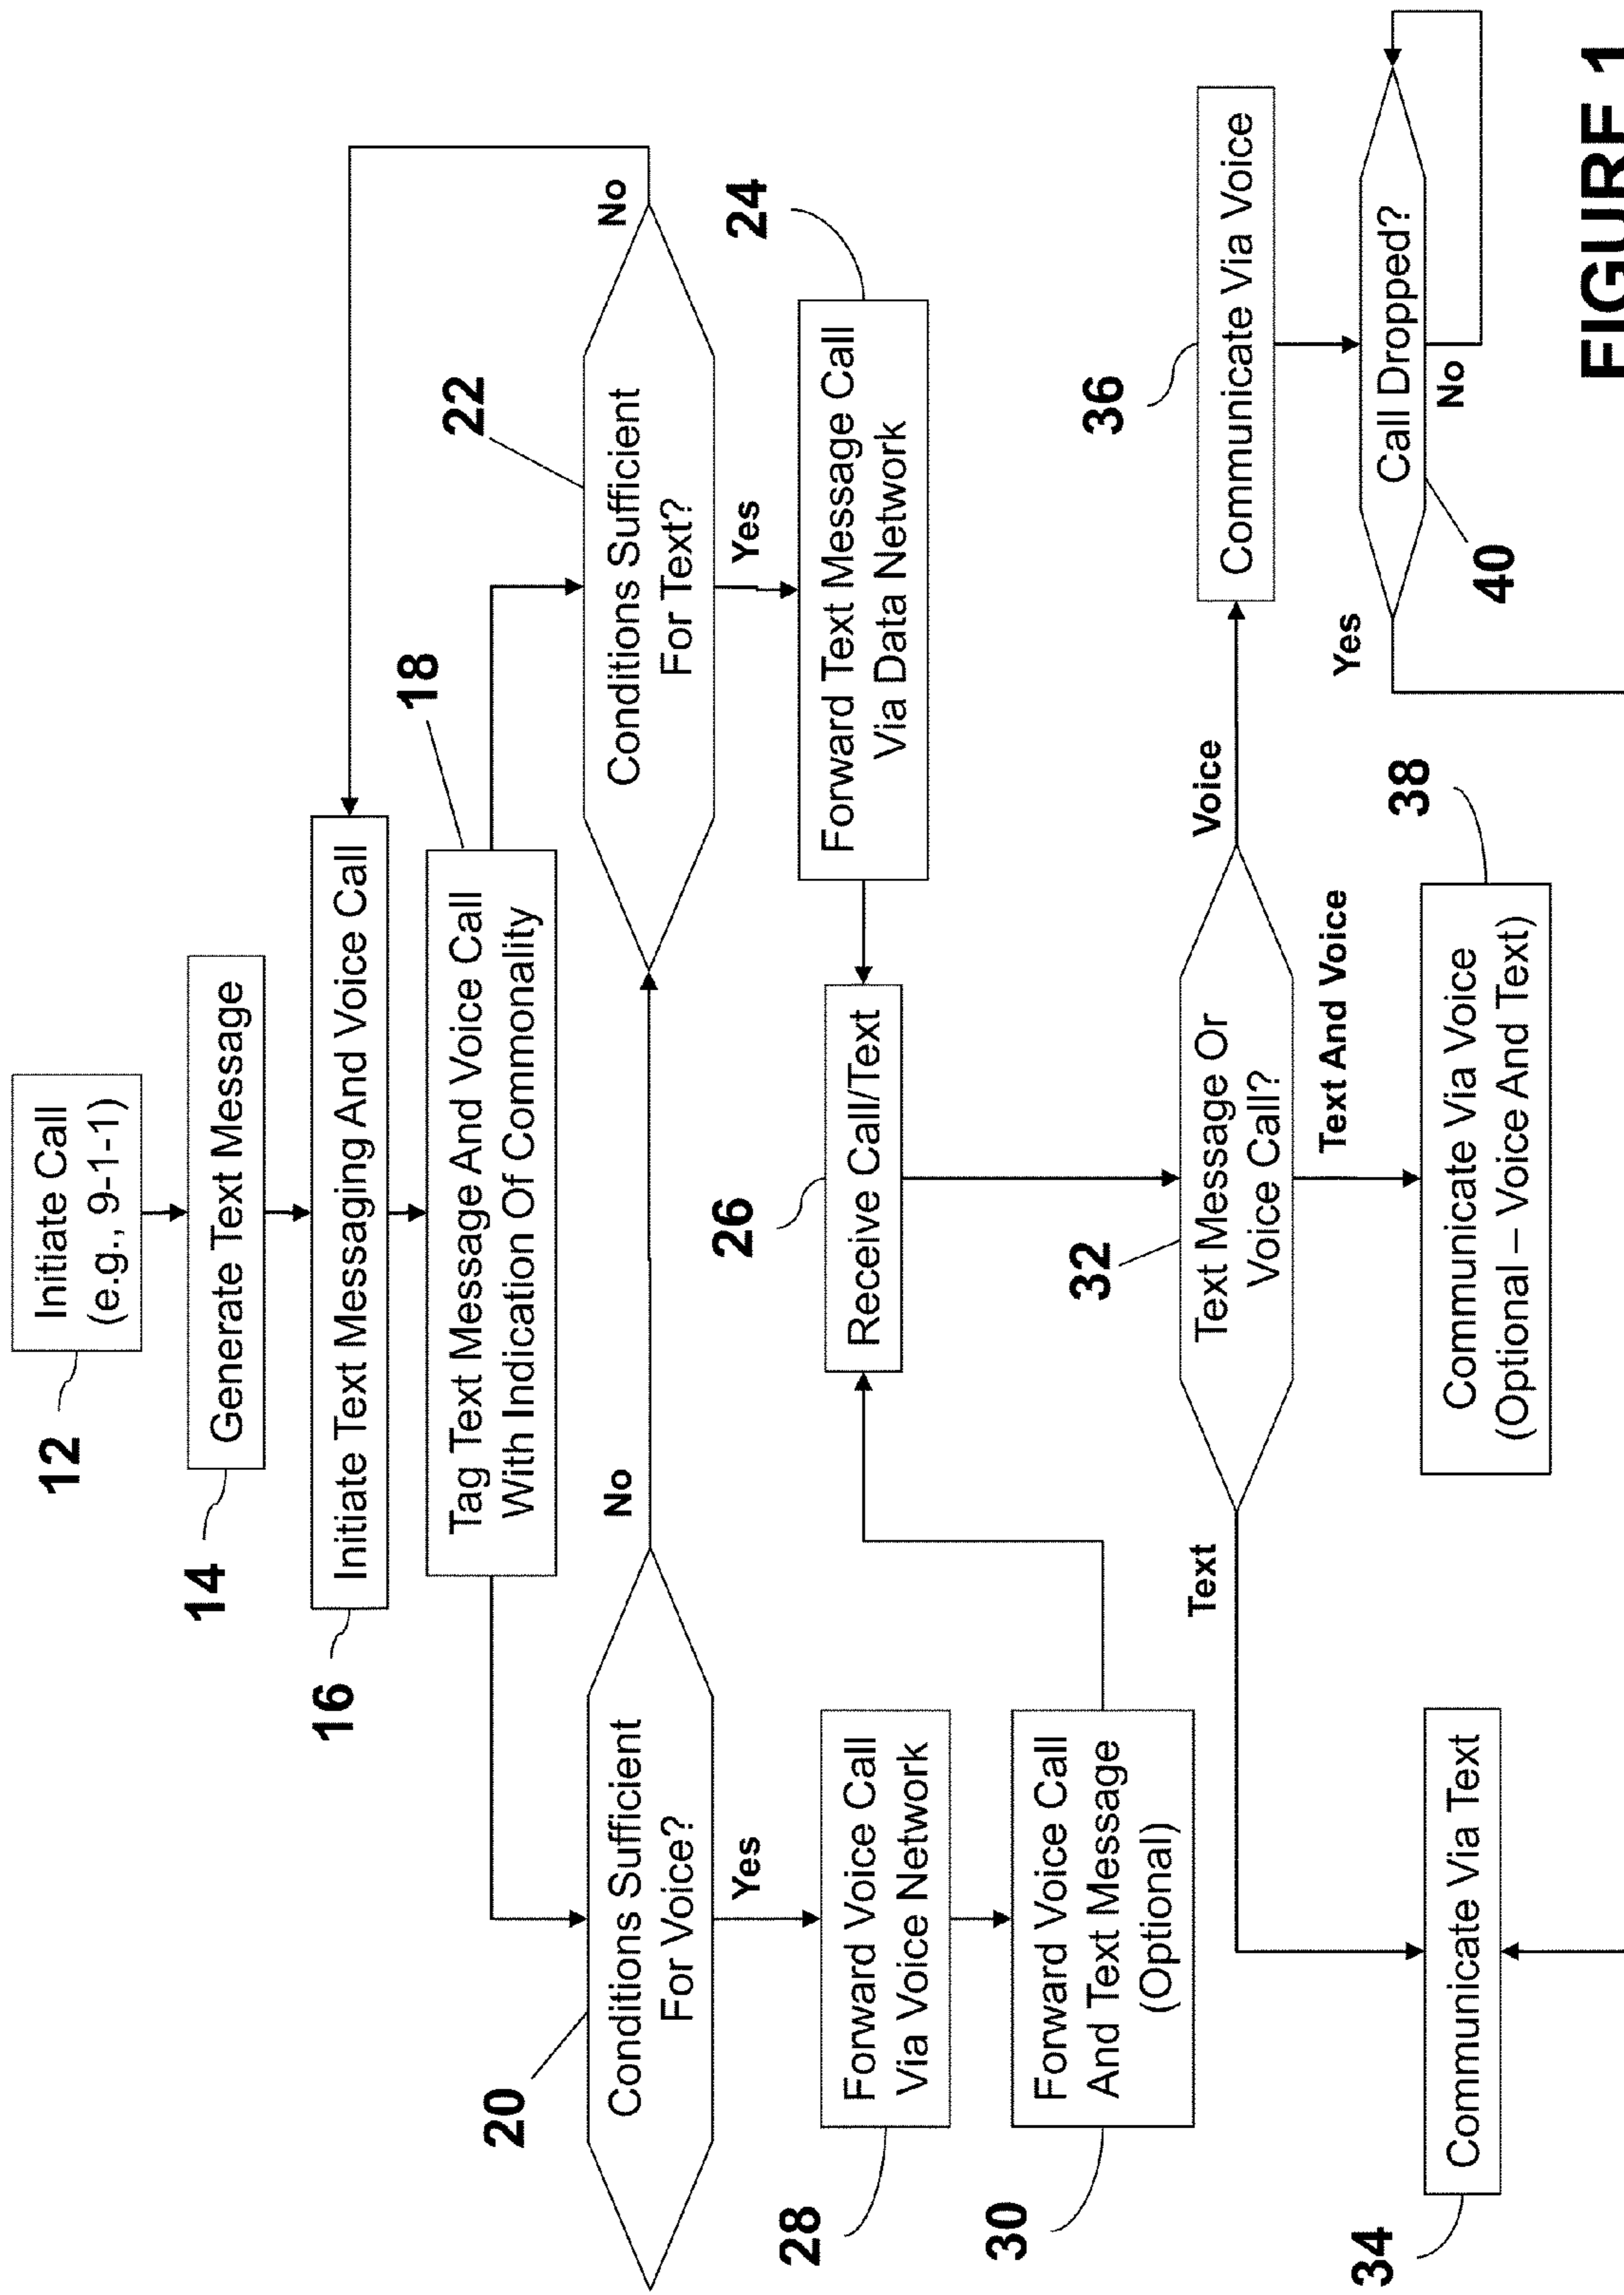 12
Initiate Call
(e.g., 9-1-1)
14
Generate Text Message
16
Initiate Text Messaging And Voice Call
18
Tag Text Message And Voice Call
With Indication Of Commonality
20
Conditions Sufficient
For Voice?
No
Yes
22
Conditions Sufficient
For Text?
No
Yes
28
Forward Voice Call
Via Voice Network
24
Forward Text Message Call
Via Data Network
30
Forward Voice Call
And Text Message
(Optional)
26
Receive Call/Text
32
Text Message Or
Voice Call?
Text
Voice
Text And Voice
34
Communicate Via Text
38
Communicate Via Voice
(Optional – Voice And Text)
36
Communicate Via Voice
40
Call Dropped?
Yes
No
FIGURE 1